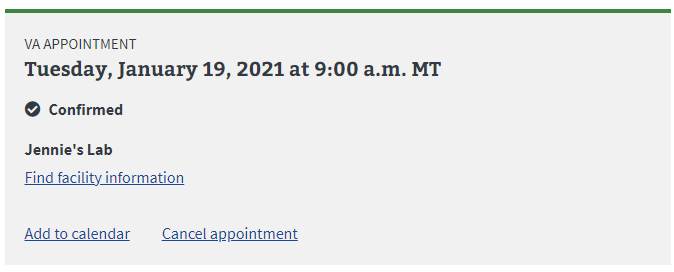 VA APPOINTMENT
Tuesday, January 19, 2021 at 9:00 a.m. MT
Confirmed
Jennie's Lab
Find facility information
Add to calendar Cancel appointment